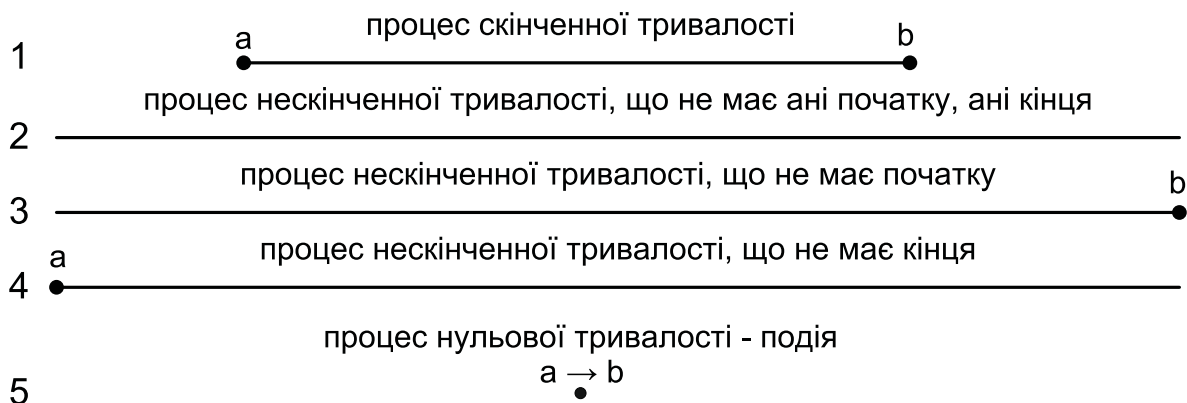 процес скінченної тривалості
1 a b
процес нескінченної тривалості, що не має ані початку, ані кінця
2
процес нескінченної тривалості, що не має початку
3 b
процес нескінченної тривалості, що не має кінця
4 a
процес нульової тривалості - подія
a → b
5